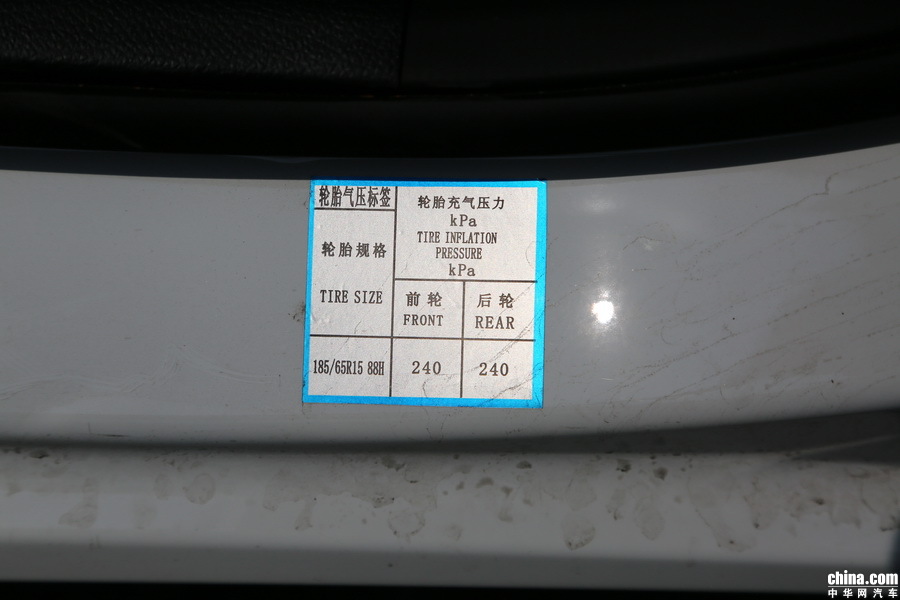 轮胎气压标签
轮胎规格
TIRE SIZE
轮胎充气压力
kPa
TIRE INFLATION
PRESSURE
kPa
前轮
FRONT
后轮
REAR
185/65R15 88H
240
240
china.com
中华网汽车